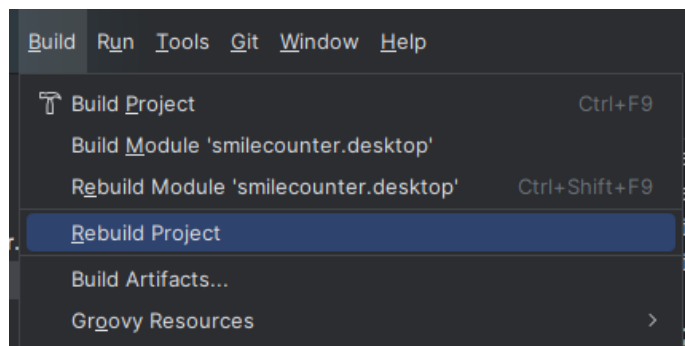 Build Run Tools Git Window Help
Build Project Ctrl+F9
Build Module 'smilecounter.desktop'
Rebuild Module 'smilecounter.desktop' Ctrl+Shift+F9
Rebuild Project
Build Artifacts...
Groovy Resources